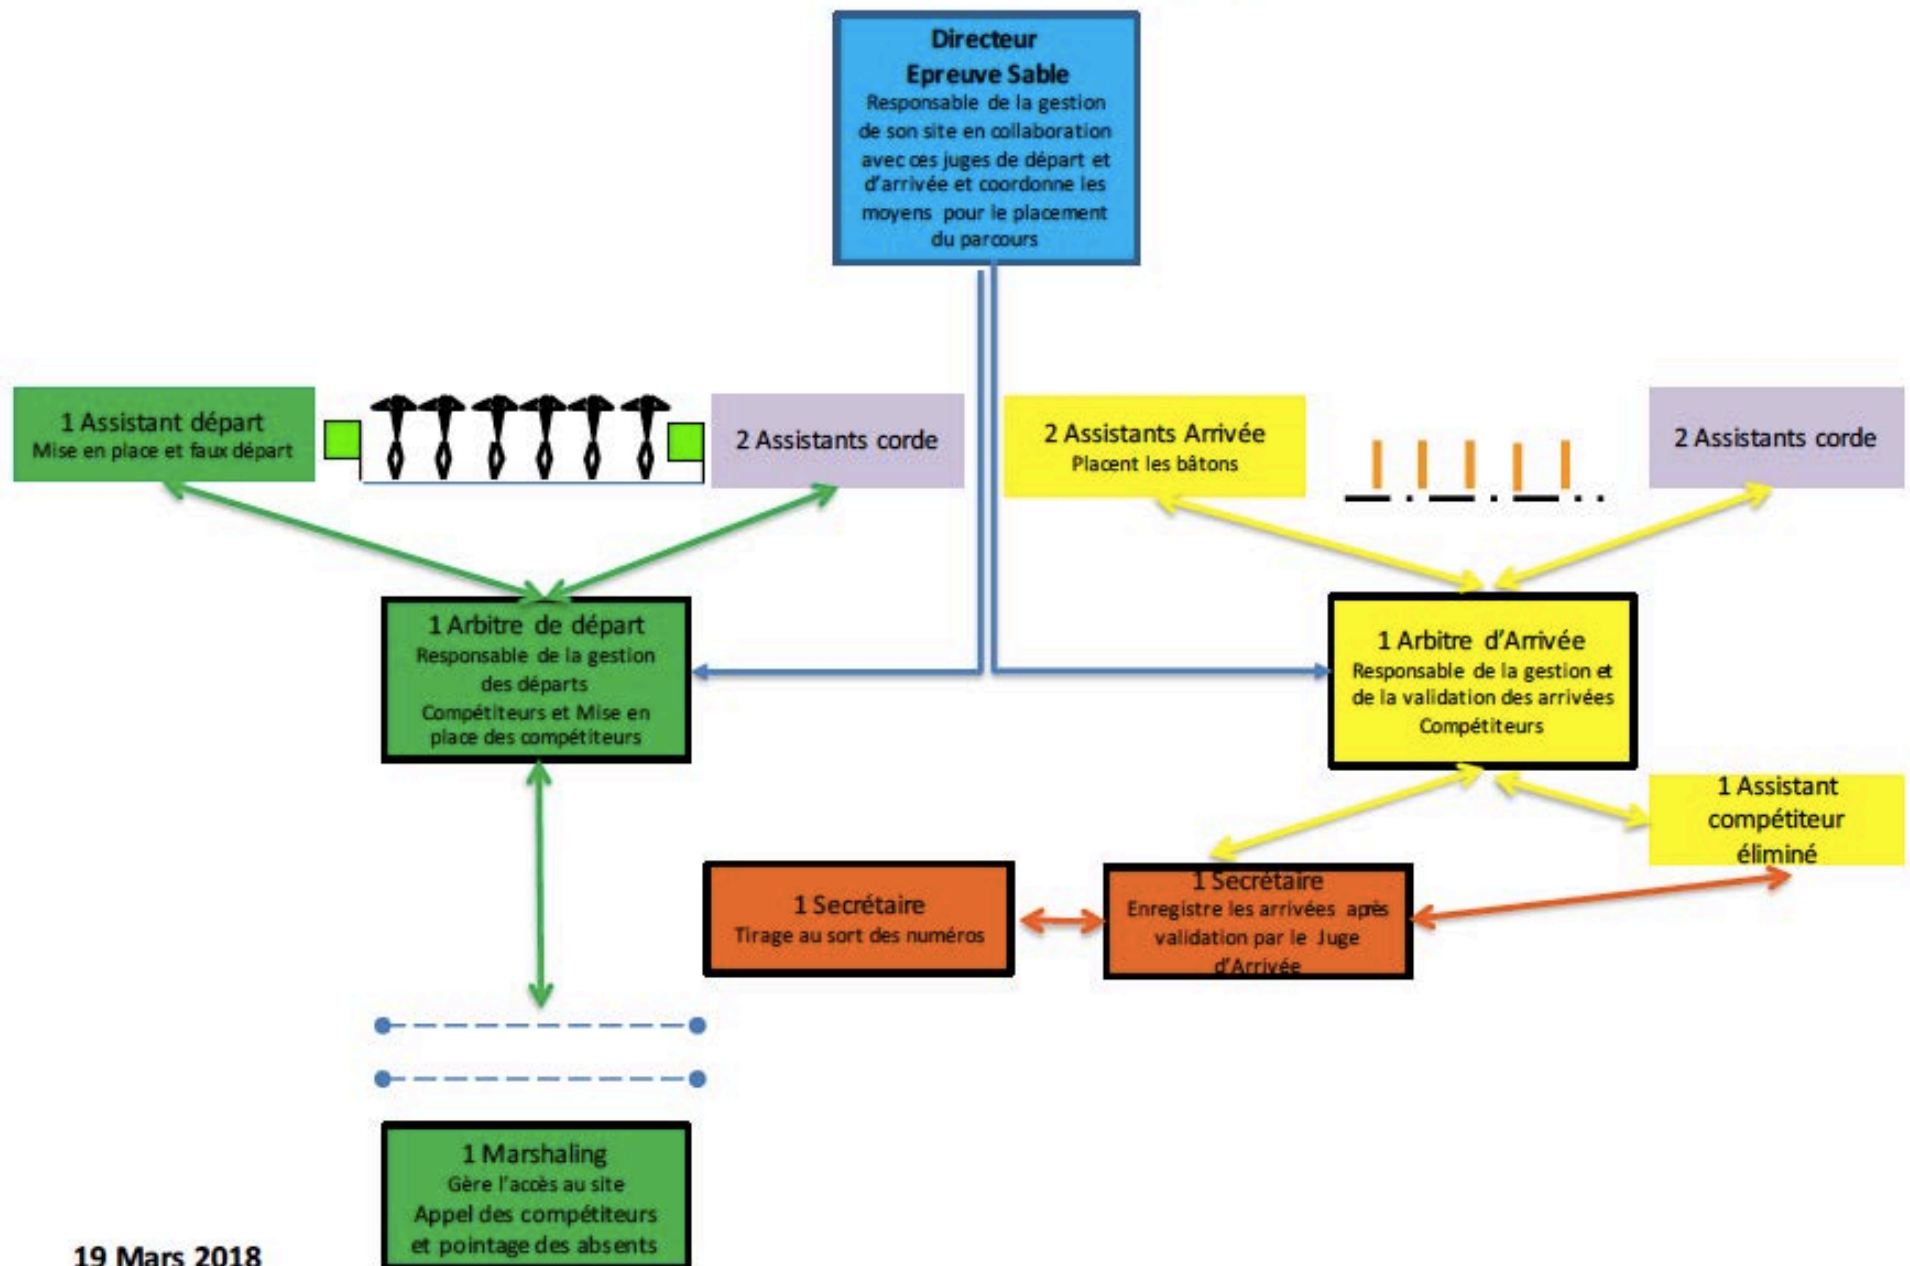 Directeur
Epreuve Sable
Responsable de la gestion
de son site en collaboration
avec ces juges de départ et
d'arrivée et coordonne les
moyens pour le placement
du parcours
1 Assistant départ
Mise en place et faux départ
2 Assistants corde
2 Assistants Arrivée
Placent les bâtons
2 Assistants corde
1 Arbitre de départ
Responsable de la gestion
des départs
Compétiteurs et Mise en
place des compétiteurs
1 Arbitre d'Arrivée
Responsable de la gestion et
de la validation des arrivées
Compétiteurs
1 Assistant
compétiteur
éliminé
1 Secrétaire
Tirage au sort des numéros
1 Secrétaire
Enregistre les arrivées après
validation par le Juge
d'Arrivée
1 Marshaling
Gère l'accès au site
Appel des compétiteurs
et pointage des absents
19 Mars 2018